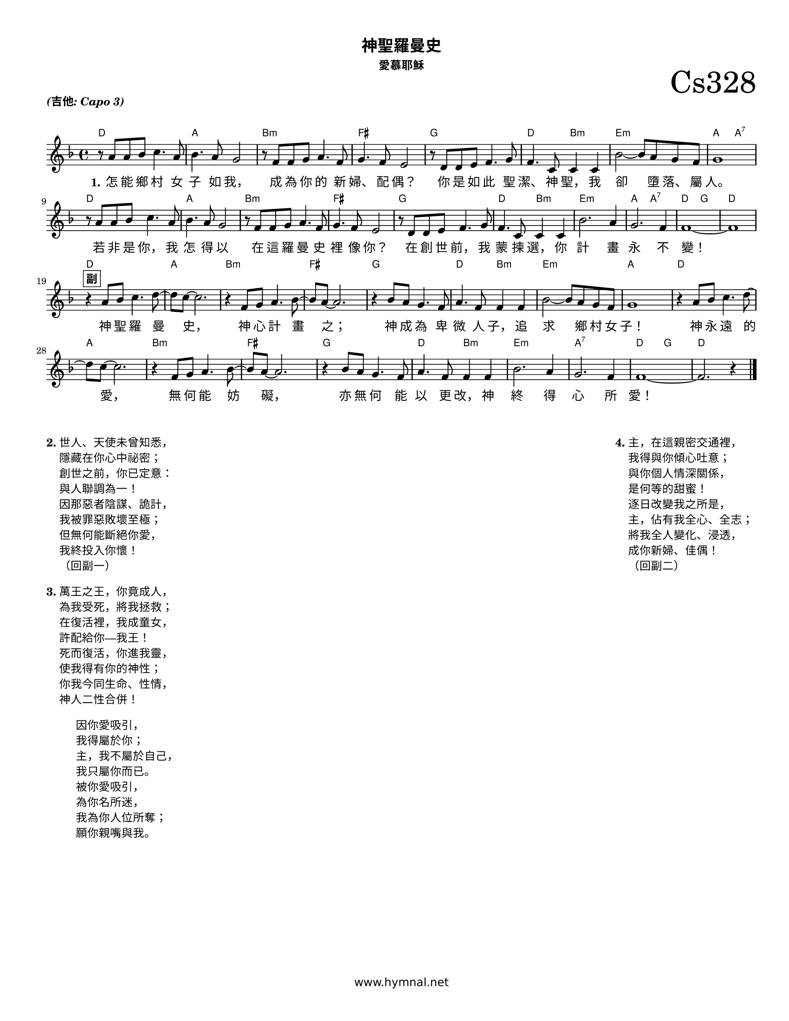 神聖羅曼史
愛慕耶穌
Cs328
(吉他: Capo 3)
D A Bm F♯ G D Bm Em A A7
1. 怎能鄉村 女子 如我， 成為你的 新婦、配偶？ 你是如此 聖潔、神聖，我 卻 墮落、屬人。
9 D A Bm F♯ G D Bm Em A G D G D
若非是你，我 怎 得以 在這羅曼史 裡 像你？ 在創世前，我 蒙揀選，你 計 畫 永 不 變！
副
19 D A Bm F♯ G D Bm Em A D
神聖羅 曼 史， 神心計 畫 之； 神成為 卑 微 人子，追 求 鄉村女子！ 神永遠 的
28 A Bm F♯ G D Bm Em A7 D G D
愛， 無何能 妨 礙， 亦無何 能 以 更改，神 終 得 心 所 愛！
2. 世人、天使未曾知悉，
隱藏在你心中祕密；
創世之前，你已定意：
與人聯調為一！
因那惡者陰謀、詭計，
我被罪惡敗壞至極；
但無何能斷絕你愛，
我終投入你懷！
（回副一）
3. 萬王之王，你竟成人，
為我受死，將我拯救；
在復活裡，我成童女，
許配給你—我王！
死而復活，你進我靈，
使我得有你的神性；
你我今同生命、性情，
神人二性合併！
因你愛吸引，
我得屬於你；
主，我不屬於自己，
我只屬你而已。
被你愛吸引，
為你名所迷，
我為你人位所奪；
願你親嘴與我。
4. 主，在這親密交通裡，
我得與你傾心吐意；
與你個人情深關係，
是何等的甜蜜！
逐日改變我之所是，
主，佔有我全心、全志；
將我全人變化、浸透，
成你新婦、佳偶！
（回副二）
www.hymnal.net